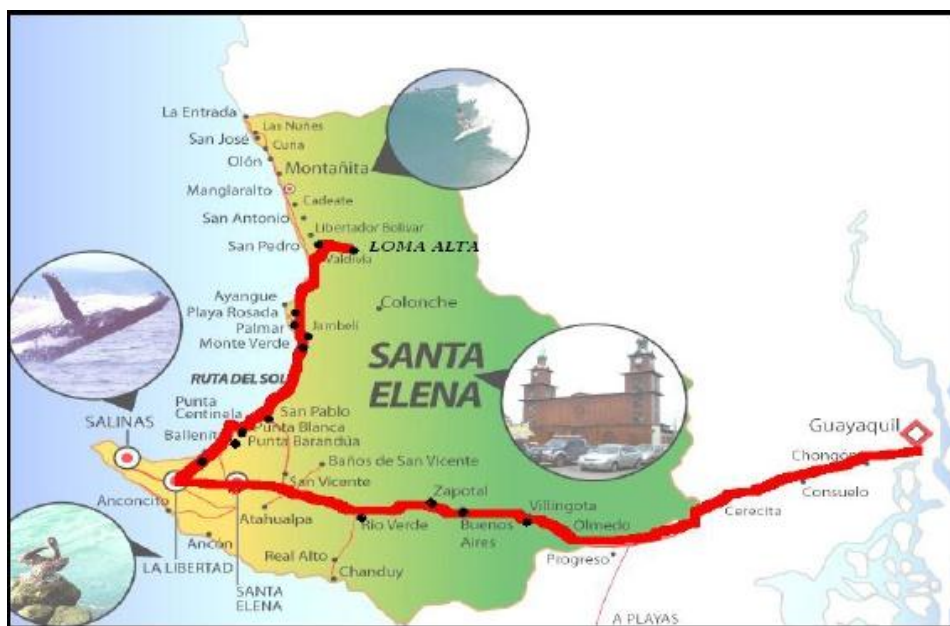 La Entrada
Las Nuñes
San José
Curia
Olón
Montañita
Manglaralto
Cadeate
San Antonio
Libertador Bolívar
San Pedro
LOMA ALTA
Valdivia
Ayangue
Colonche
Playa Rosada
Palmar
Jambelí
Monte Verde
SANTA
ELENA
RUTA DEL SOL
Punta
Centinela
San Pablo
SALINAS
Punta Blanca
Ballenit
Punta Barandúa
Guayaquil
Baños de San Vicente
Chongón
San Vicente
Anconcito
Zapotal
Consuelo
Villingota
Atahualpa
Rio Verde
Buenos
Aires
Olmedo
Cerecita
Ancón
Real Alto
Progreso
LA LIBERTAD
Chanduy
SANTA
ELENA
A PLAYAS